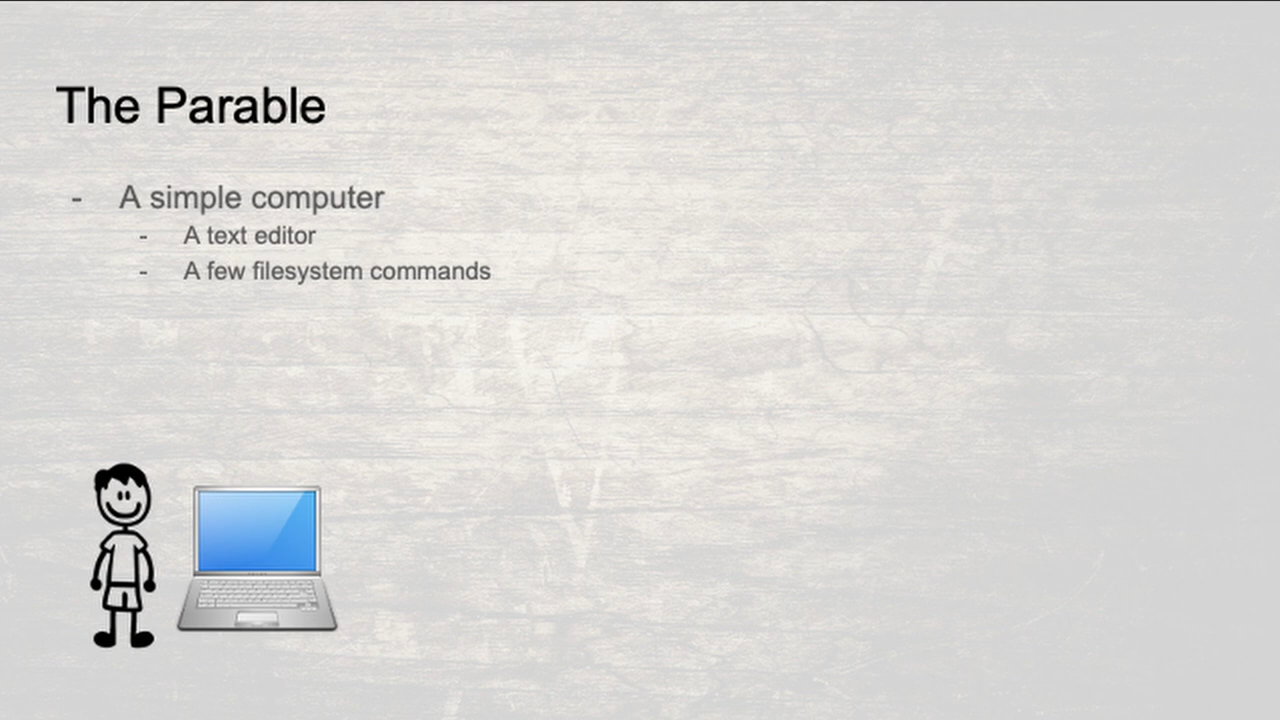 The Parable
- A simple computer
- A text editor
- A few filesystem commands